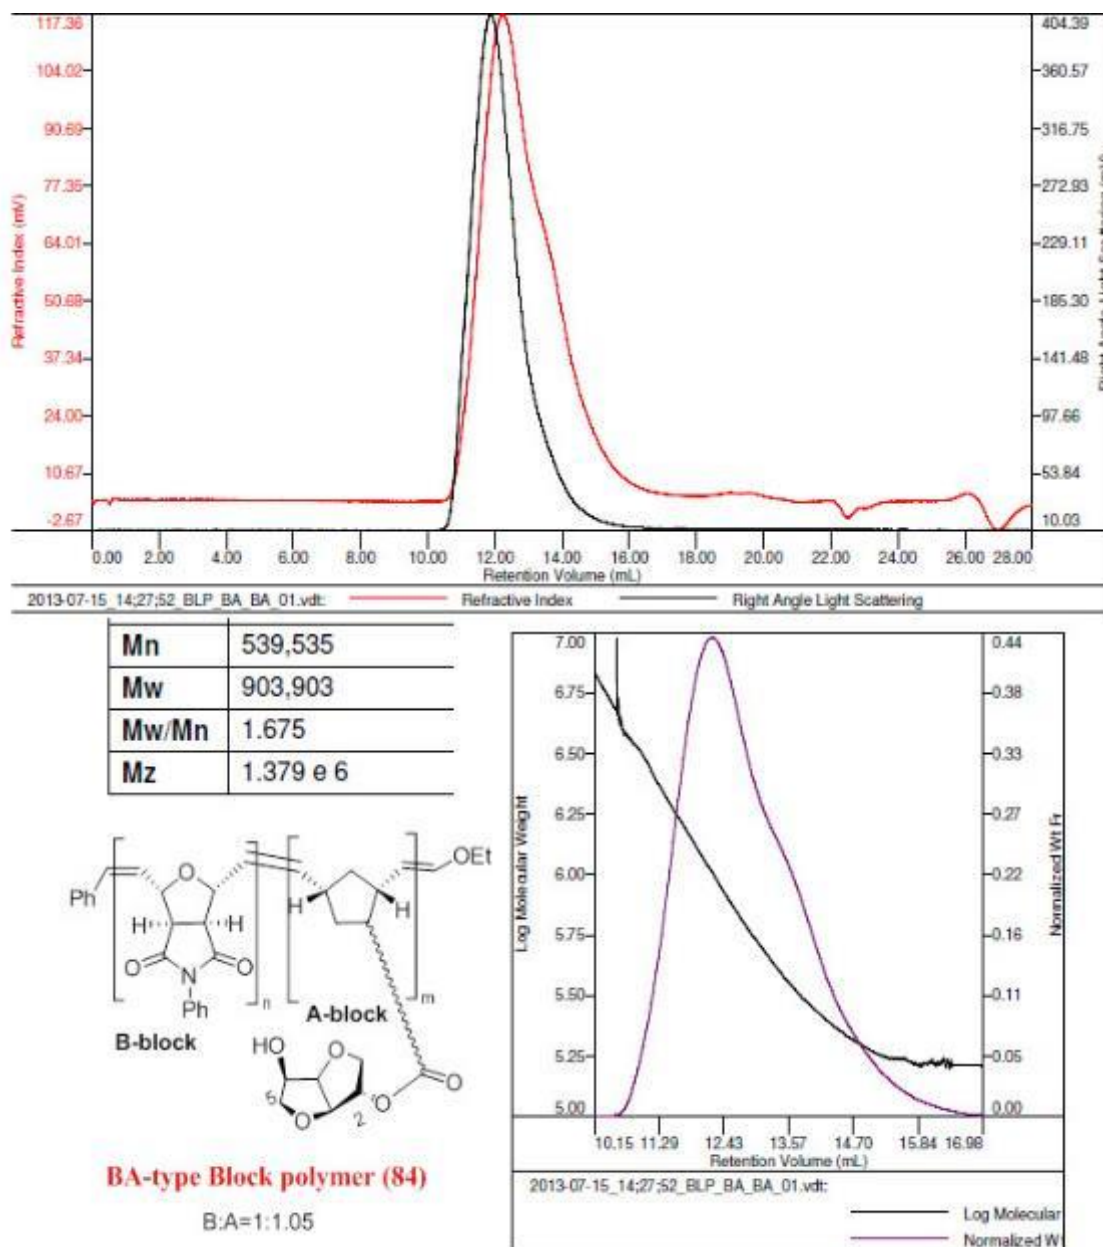 117.36
104.02
90.69
77.35
64.01
50.68
37.34
24.00
10.67
-2.67
Refractive Index (mV)
404.39
360.57
316.75
272.93
229.11
185.30
141.48
97.66
53.84
10.03
0.00 2.00 4.00 6.00 8.00 10.00 12.00 14.00 16.00 18.00 20.00 22.00 24.00 26.00 28.00
Retention Volume (mL)
2013-07-15_14;27;52_BLP_BA_BA_01.vdt: Refractive Index Right Angle Light Scattering
Mn 539,535
Mw 903,903
Mw/Mn 1.675
Mz 1.379 e 6
Ph
O
OEt
H H
H H
O N O
Ph
n
m
B-block
A-block
HO
O
O
O
O
5
2
BA-type Block polymer (84)
B:A=1:1.05
7.00
6.75
6.50
6.25
6.00
5.75
5.50
5.25
5.00
Log Molecular Weight
0.44
0.38
0.33
0.27
0.22
0.16
0.11
0.05
0.00
Normalized Wt Fr
10.15 11.29 12.43 13.57 14.70 15.84 16.98
Retention Volume (mL)
2013-07-15_14;27;52_BLP_BA_BA_01.vdt:
Log Molecular
Normalized Wt